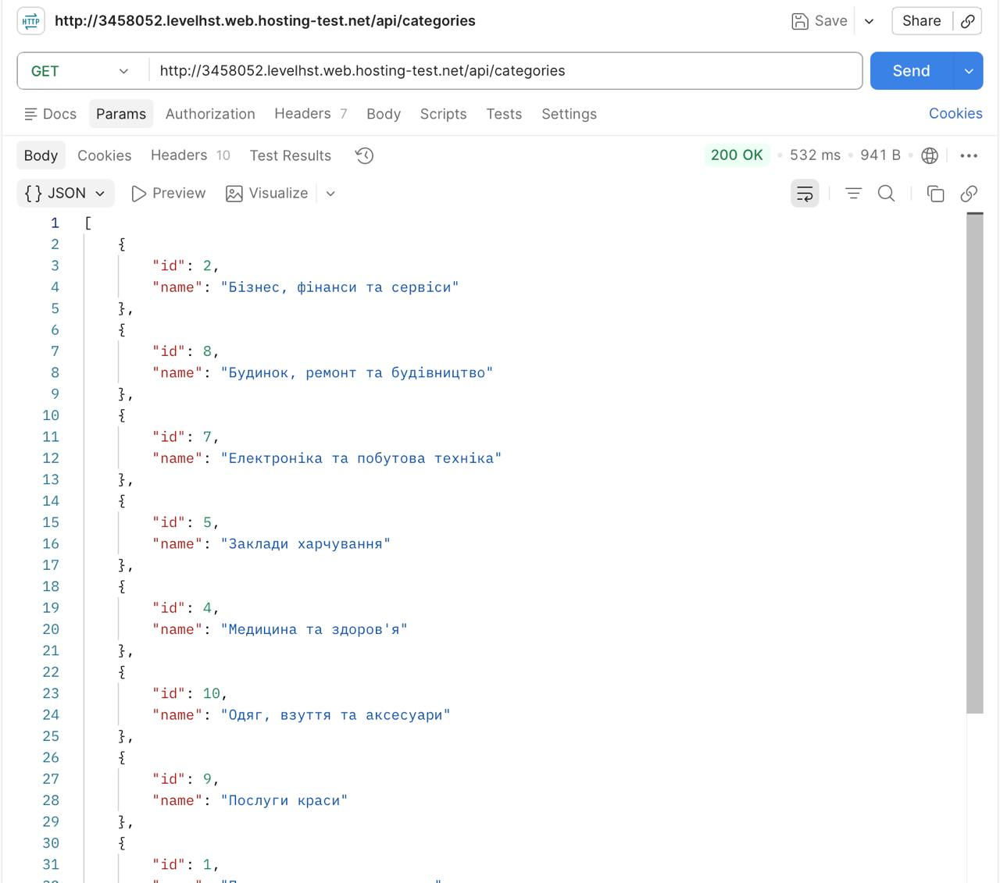 HTTP http://3458052.levelhst.web.hosting-test.net/api/categories Save Share
GET http://3458052.levelhst.web.hosting-test.net/api/categories Send
Docs Params Authorization Headers 7 Body Scripts Tests Settings Cookies
Body Cookies Headers 10 Test Results 200 OK • 532 ms • 941 B •
{} JSON Preview Visualize
1 [
2 {
3 "id": 2,
4 "name": "Бізнес, фінанси та сервіси"
5 },
6 {
7 "id": 8,
8 "name": "Будинок, ремонт та будівництво"
9 },
10 {
11 "id": 7,
12 "name": "Електроніка та побутова техніка"
13 },
14 {
15 "id": 5,
16 "name": "Заклади харчування"
17 },
18 {
19 "id": 4,
20 "name": "Медицина та здоров'я"
21 },
22 {
23 "id": 10,
24 "name": "Одяг, взуття та аксесуари"
25 },
26 {
27 "id": 9,
28 "name": "Послуги краси"
29 },
30 {
31 "id": 1,